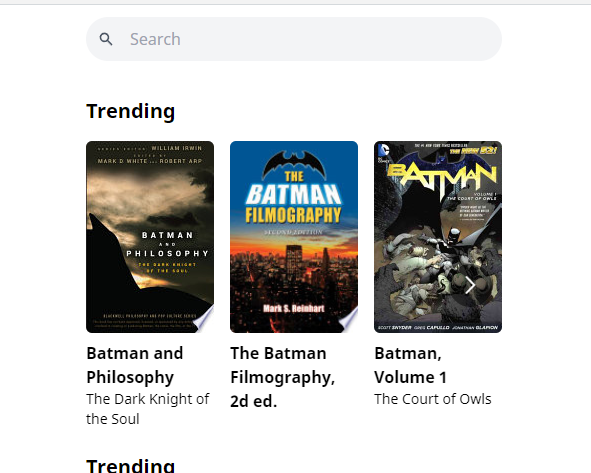 Search
Trending
SERIES EDITOR: WILLIAM IRWIN
EDITED BY
MARK D. WHITE AND ROBERT ARP
BATMAN
AND
PHILOSOPHY
THE DARK KNIGHT
OF THE SOUL
BLACKWELL PHILOSOPHY AND POP CULTURE SERIES
THE
BATMAN
FILMOGRAPHY
SECOND EDITION
Mark S. Reinhart
THE NEW 52!
BATMAN
VOLUME 1
THE COURT OF OWLS
SCOTT SNYDER GREG CAPULLO JONATHAN GLAPION
Batman and
Philosophy
The Dark Knight of
the Soul
The Batman
Filmography,
2d ed.
Batman,
Volume 1
The Court of Owls
Trending